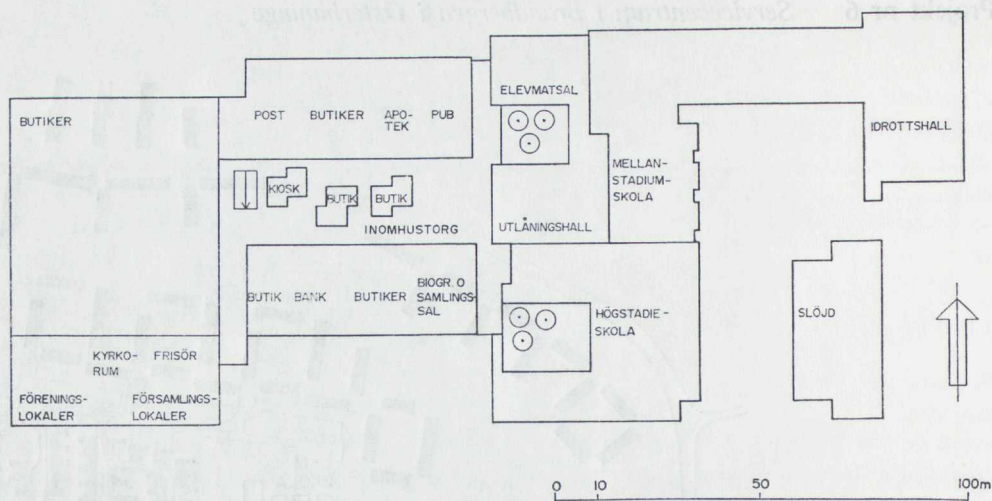 BUTIKER
POST BUTIKER APO-
TEK PUB
ELEVMATSAL
IDROTTSHALL
KIOSK
BUTIK
BUTIK
MELLAN-
STADIUM-
SKOLA
INOMHUSTORG
UTLÅNINGSHALL
BUTIK BANK BUTIKER
BIOGR. O
SAMLINGS-
SAL
HÖGSTADIE-
SKOLA
SLÖJD
KYRKO-
RUM
FRISÖR
FÖRENINGS-
LOKALER
FÖRSAMLINGS-
LOKALER
0 10 50 100m